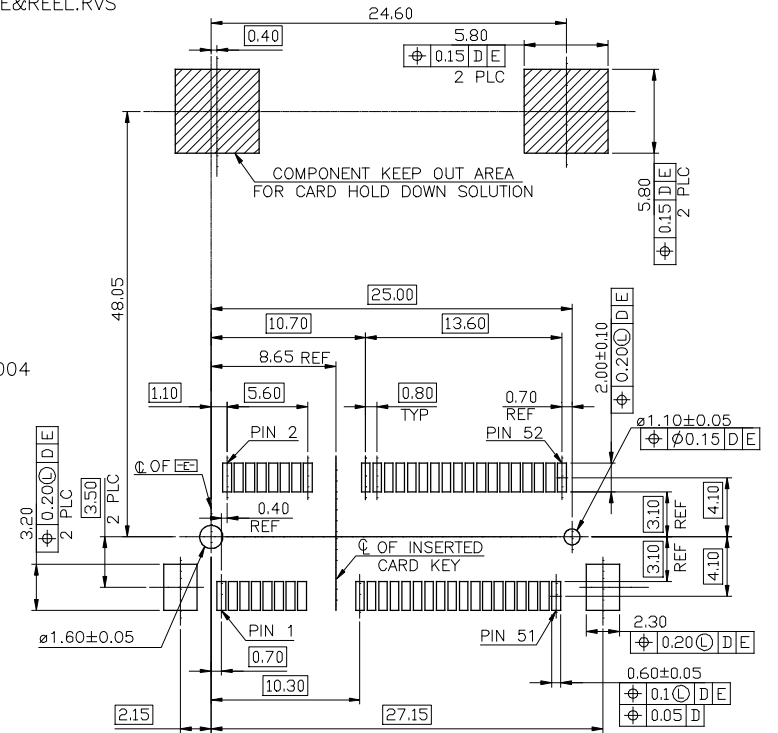 E&REEL.RVS
24.60
0.40
5.80
⌖ 0.15 D E
2 PLC
COMPONENT KEEP OUT AREA
FOR CARD HOLD DOWN SOLUTION
5.80
⌖ 0.15 D E
2 PLC
48.05
25.00
10.70
13.60
8.65 REF
004
1.10
5.60
0.80
TYP
0.70
REF
2.00±0.10
⌖ 0.20Ⓛ D E
PIN 2
PIN 52
ø1.10±0.05
⌖ Ø0.15 D E
℄ OF -E-
3.20
⌖ 0.20Ⓛ D E
2 PLC
3.50
2 PLC
0.40
REF
3.10
REF
4.10
℄ OF INSERTED
CARD KEY
3.10
REF
4.10
ø1.60±0.05
PIN 1
PIN 51
2.30
⌖ 0.20Ⓛ D E
0.70
0.60±0.05
⌖ 0.1Ⓛ D E
⌖ 0.05 D
10.30
2.15
27.15